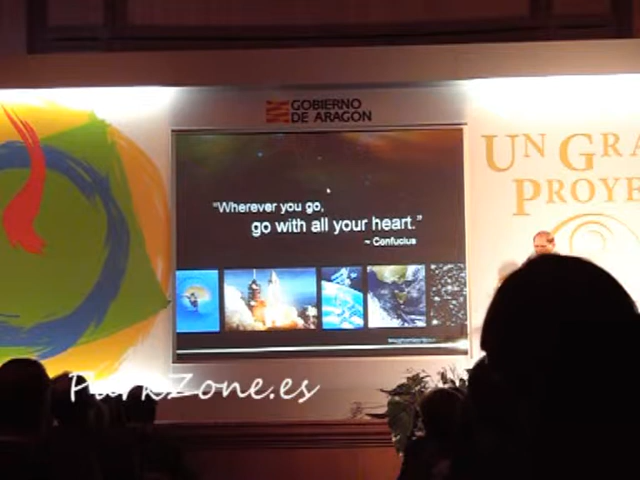 GOBIERNO
DE ARAGON
UN GRA
PROYE
“Wherever you go,
go with all your heart.”
~ Confucius
ParkZone.es